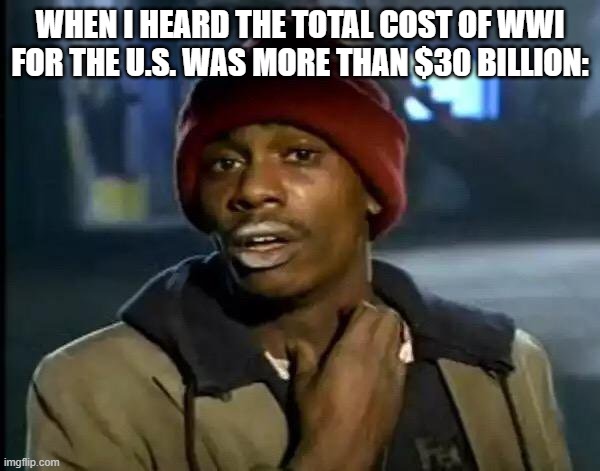 WHEN I HEARD THE TOTAL COST OF WWI
FOR THE U.S. WAS MORE THAN $30 BILLION:
imgflip.com